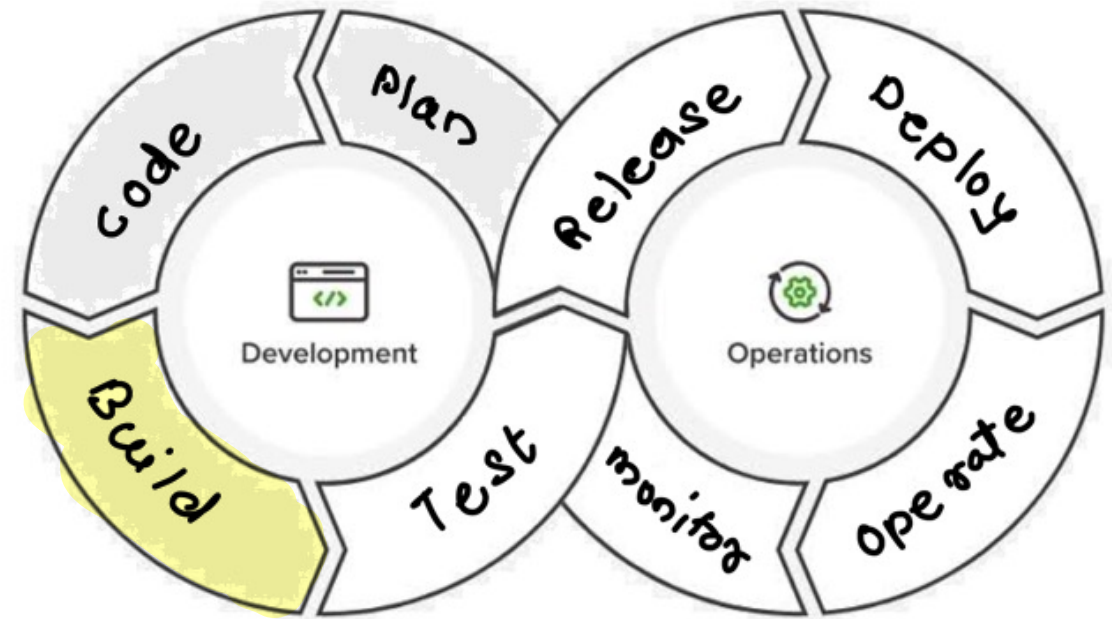 Plan
Code
Build
Test
Release
Deploy
Operate
monitor
</>
Development
Operations